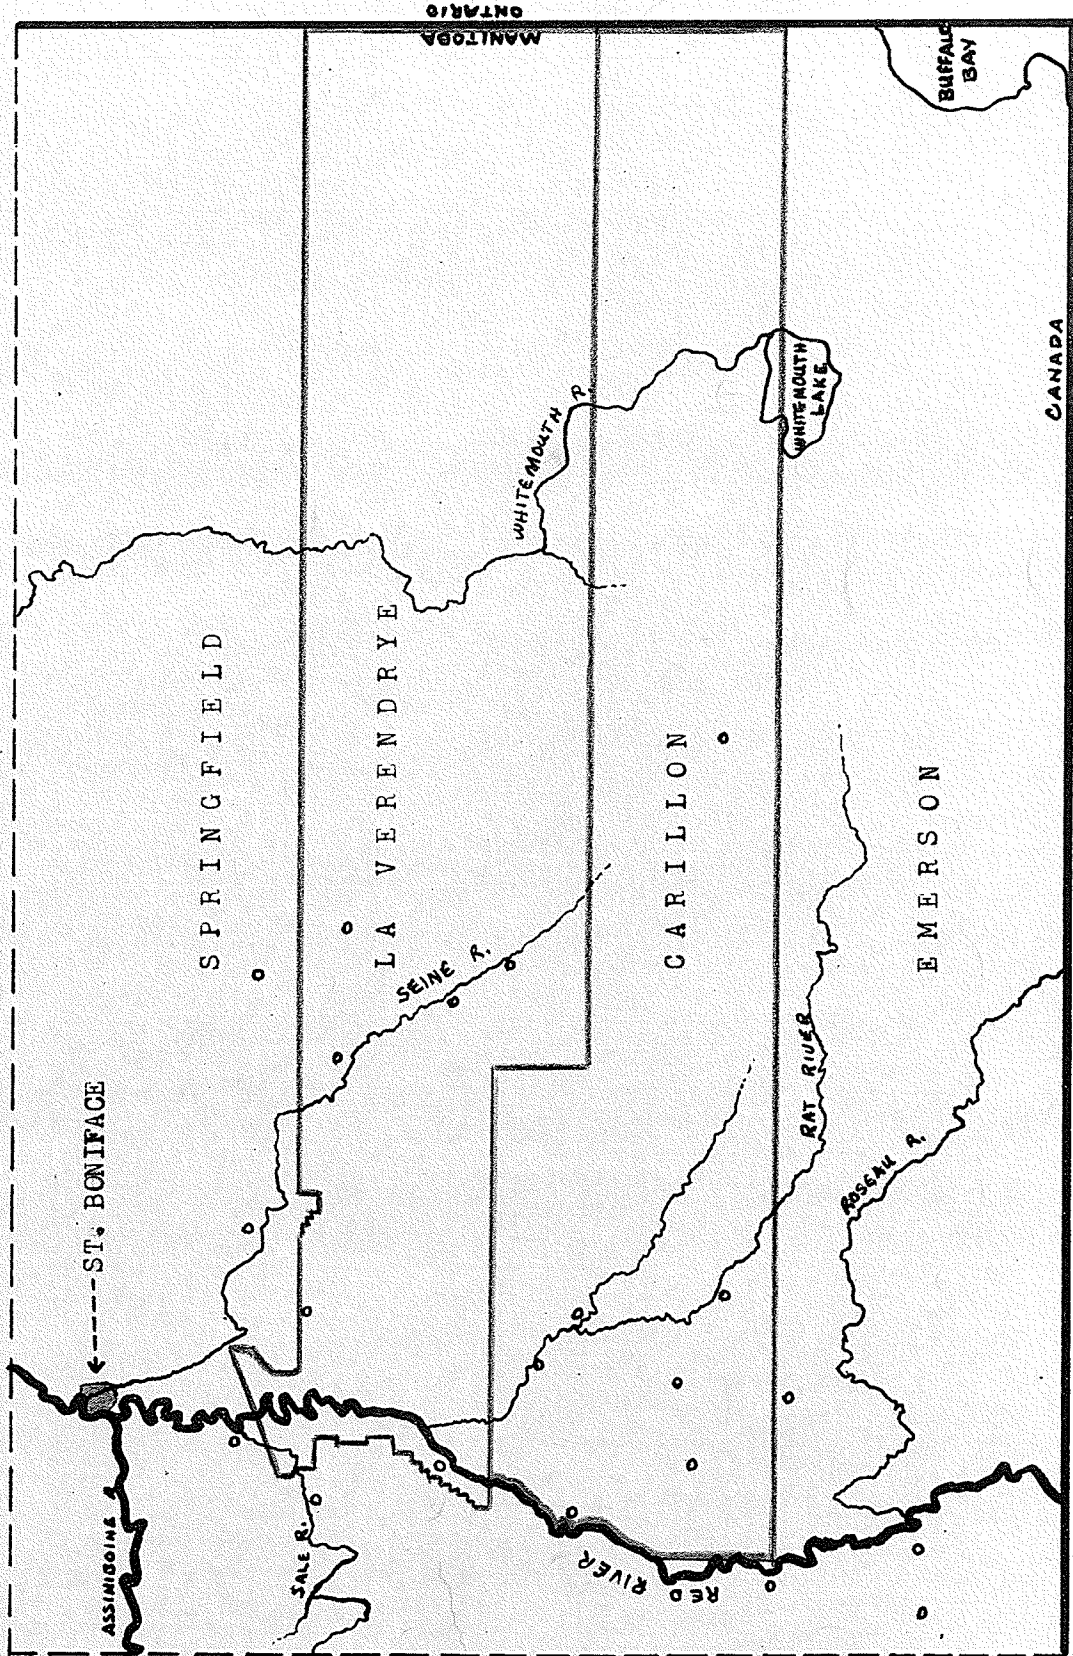 ONTARIO
MANITOBA
BUFFALO
BAY
ST. BONIFACE
SPRINGFIELD
LA VERENDRYE
CARILLON
EMERSON
WHITEMOUTH R.
WHITEMOUTH
LAKE
SEINE R.
RAT RIVER
ROSEAU R.
ASSINIBOINE R
SALE R.
RED RIVER
CANADA